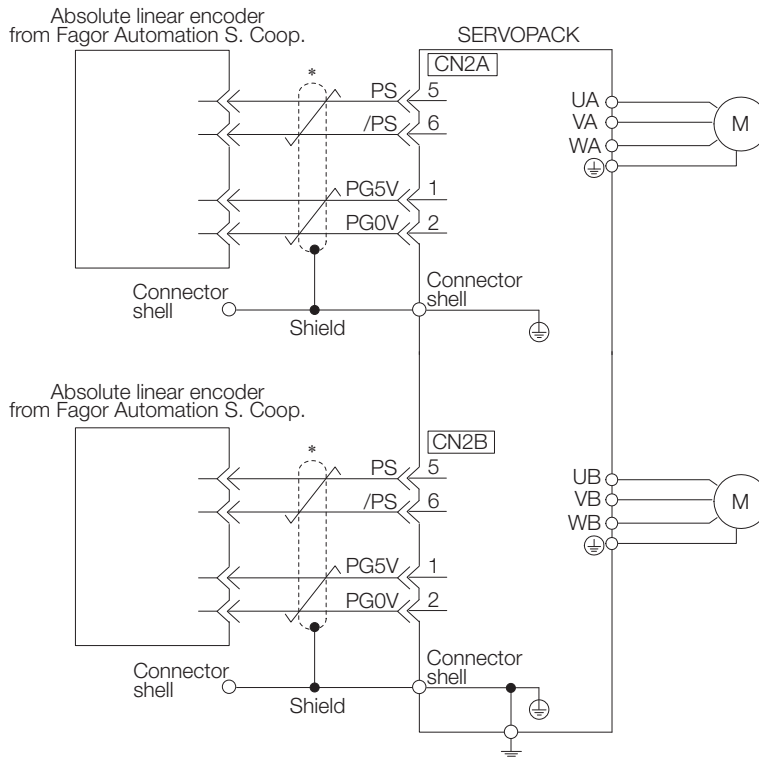 Absolute linear encoder
from Fagor Automation S. Coop.
SERVOPACK
CN2A
*
PS 5
/PS 6
PG5V 1
PG0V 2
UA
VA
WA
M
Connector
shell
Shield
Connector
shell
Absolute linear encoder
from Fagor Automation S. Coop.
CN2B
*
PS 5
/PS 6
PG5V 1
PG0V 2
UB
VB
WB
M
Connector
shell
Shield
Connector
shell